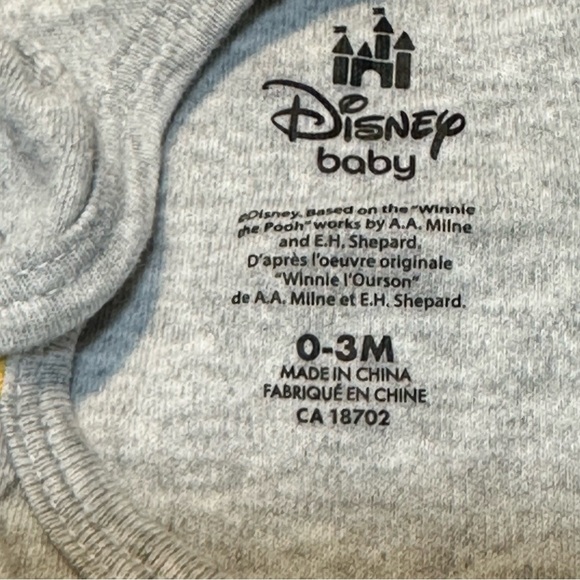 Disney
baby
©Disney. Based on the "Winnie
the Pooh" works by A.A. Milne
and E.H. Shepard.
D'après l'oeuvre originale
"Winnie l'Ourson"
de A.A. Milne et E.H. Shepard.
0-3M
MADE IN CHINA
FABRIQUÉ EN CHINE
CA 18702